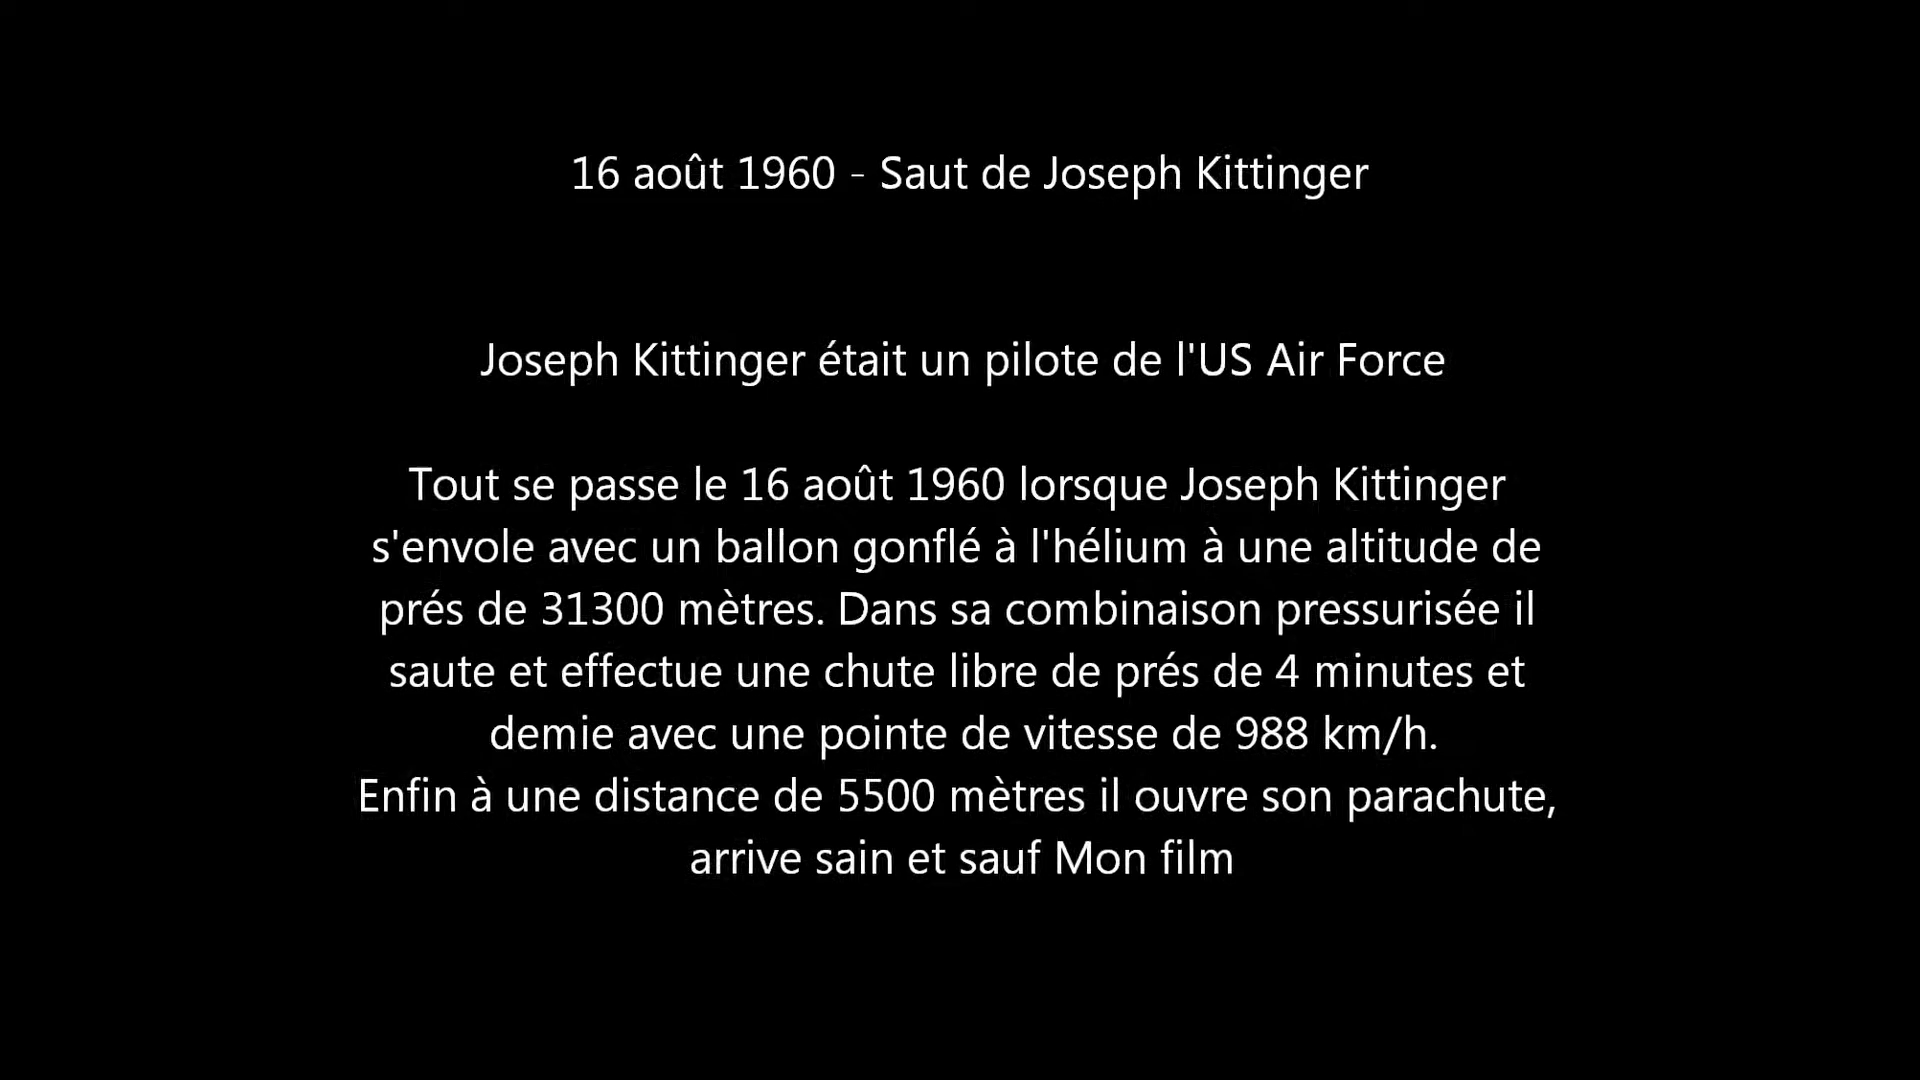 16 août 1960 - Saut de Joseph Kittinger
Joseph Kittinger était un pilote de l'US Air Force
Tout se passe le 16 août 1960 lorsque Joseph Kittinger
s'envole avec un ballon gonflé à l'hélium à une altitude de
prés de 31300 mètres. Dans sa combinaison pressurisée il
saute et effectue une chute libre de prés de 4 minutes et
demie avec une pointe de vitesse de 988 km/h.
Enfin à une distance de 5500 mètres il ouvre son parachute,
arrive sain et sauf Mon film